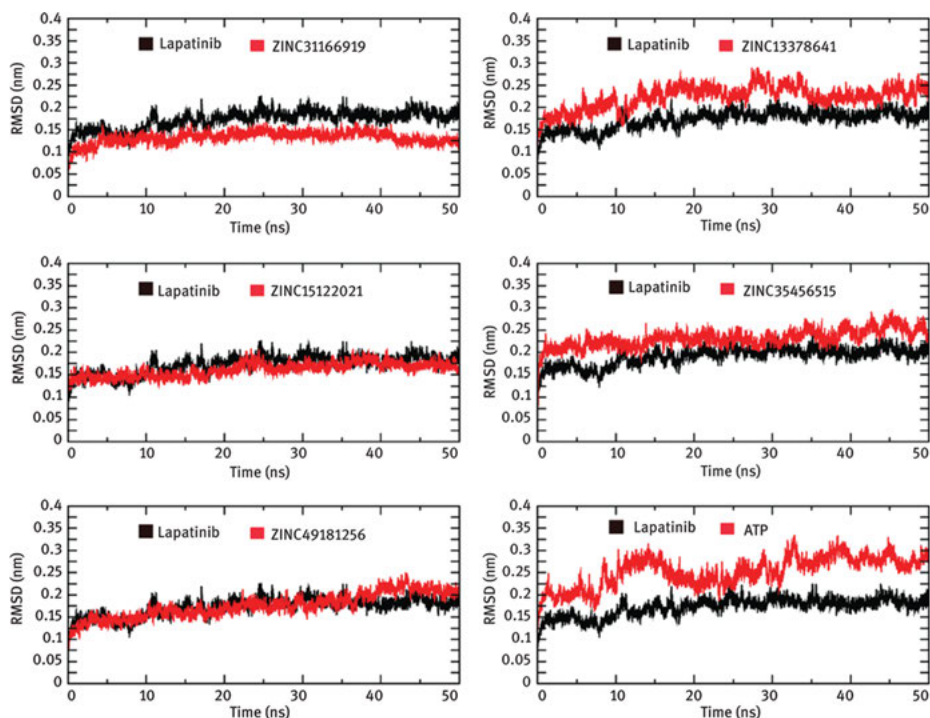 0.4
0.35
0.3
0.25
0.2
0.15
0.1
0.05
0
RMSD (nm)
Lapatinib ZINC31166919
0 10 20 30 40 50
Time (ns)
0.4
0.35
0.3
0.25
0.2
0.15
0.1
0.05
0
RMSD (nm)
Lapatinib ZINC13378641
0 10 20 30 40 50
Time (ns)
0.4
0.35
0.3
0.25
0.2
0.15
0.1
0.05
0
RMSD (nm)
Lapatinib ZINC15122021
0 10 20 30 40 50
Time (ns)
0.4
0.35
0.3
0.25
0.2
0.15
0.1
0.05
0
RMSD (nm)
Lapatinib ZINC35456515
0 10 20 30 40 50
Time (ns)
0.4
0.35
0.3
0.25
0.2
0.15
0.1
0.05
0
RMSD (nm)
Lapatinib ZINC49181256
0 10 20 30 40 50
Time (ns)
0.4
0.35
0.3
0.25
0.2
0.15
0.1
0.05
0
RMSD (nm)
Lapatinib ATP
0 10 20 30 40 50
Time (ns)